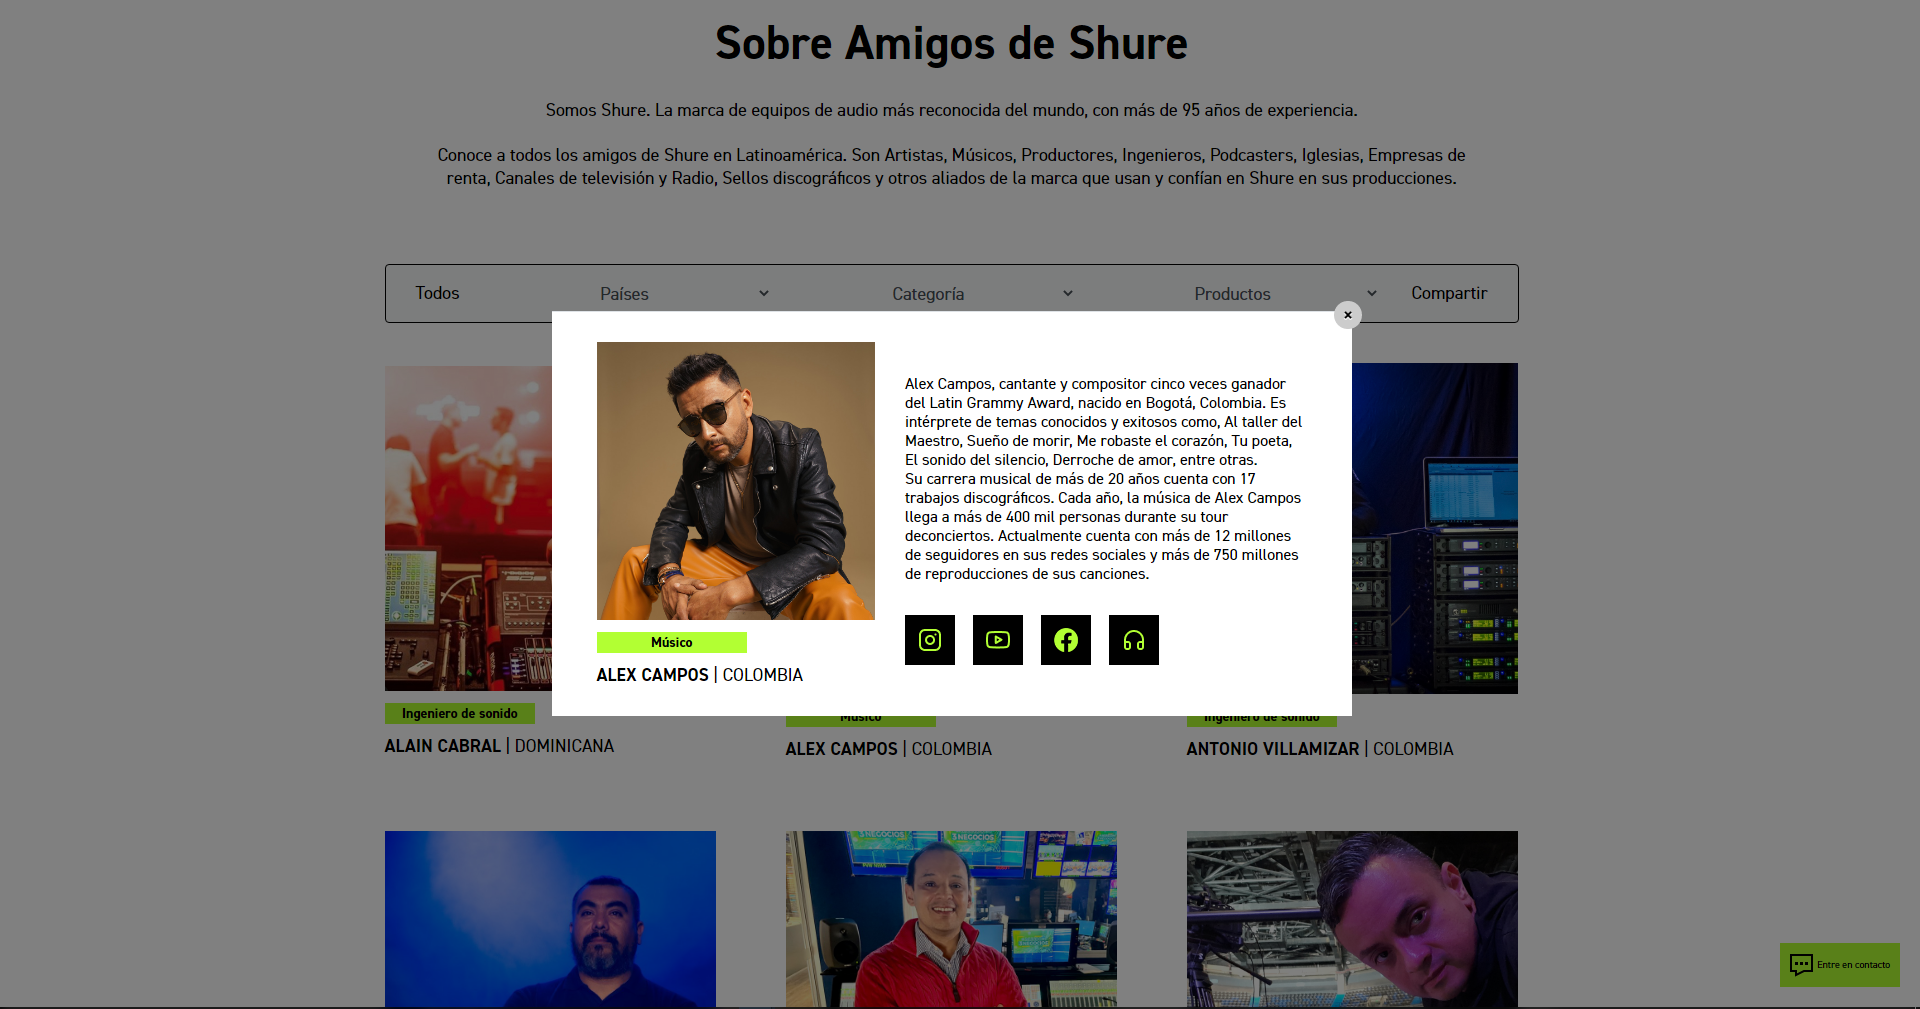 Sobre Amigos de Shure
Somos Shure. La marca de equipos de audio más reconocida del mundo, con más de 95 años de experiencia.
Conoce a todos los amigos de Shure en Latinoamérica. Son Artistas, Músicos, Productores, Ingenieros, Podcasters, Iglesias, Empresas de
renta, Canales de televisión y Radio, Sellos discográficos y otros aliados de la marca que usan y confían en Shure en sus producciones.
Todos Países Categoría Productos Compartir
×
Alex Campos, cantante y compositor cinco veces ganador
del Latin Grammy Award, nacido en Bogotá, Colombia. Es
intérprete de temas conocidos y exitosos como, Al taller del
Maestro, Sueño de morir, Me robaste el corazón, Tu poeta,
El sonido del silencio, Derroche de amor, entre otras.
Su carrera musical de más de 20 años cuenta con 17
trabajos discográficos. Cada año, la música de Alex Campos
llega a más de 400 mil personas durante su tour
deconciertos. Actualmente cuenta con más de 12 millones
de seguidores en sus redes sociales y más de 750 millones
de reproducciones de sus canciones.
Músico
ALEX CAMPOS | COLOMBIA
Ingeniero de sonido
ALAIN CABRAL | DOMINICANA
Músico
ALEX CAMPOS | COLOMBIA
Ingeniero de sonido
ANTONIO VILLAMIZAR | COLOMBIA
NEGOCIOS
Entre en contacto